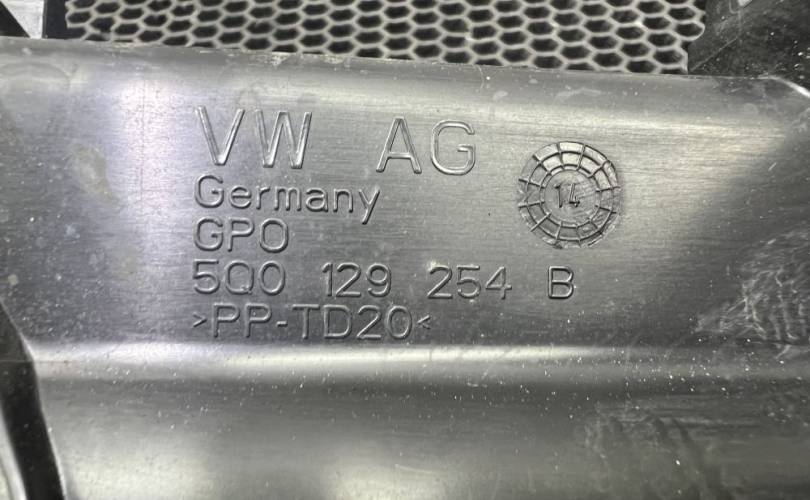 VW AG
Germany
GPO
14
5Q0 129 254 B
>PP-TD20<